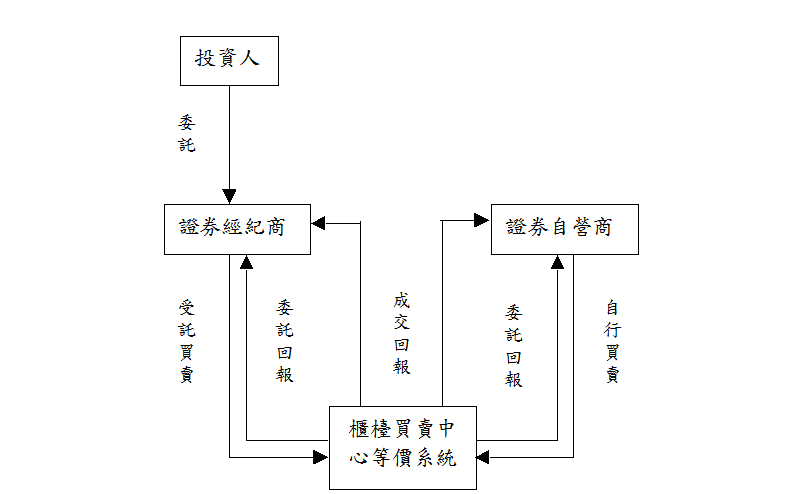 投資人
委託
證券經紀商
證券自營商
受託買賣
委託回報
成交回報
委託回報
自行買賣
櫃檯買賣中
心等價系統